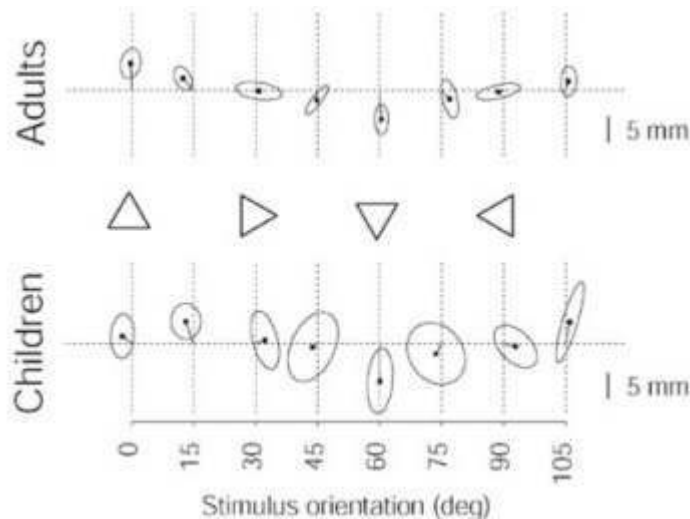 Adults
5 mm
Children
5 mm
0 15 30 45 60 75 90 105
Stimulus orientation (deg)